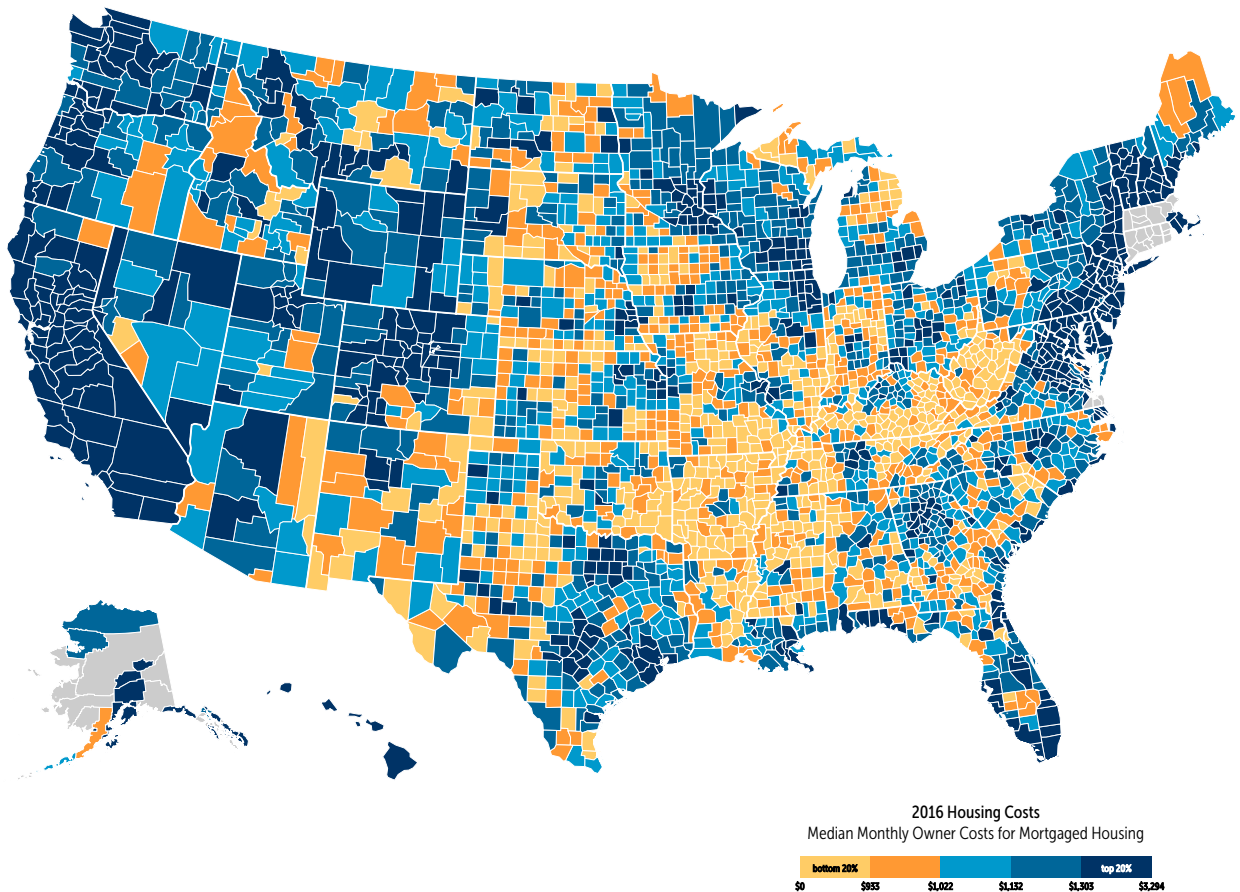 2016 Housing Costs
Median Monthly Owner Costs for Mortgaged Housing
bottom 20% top 20%
$0 $933 $1,022 $1,132 $1,303 $3,294